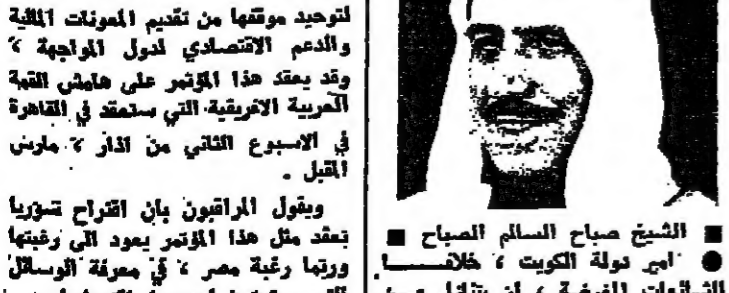 لتوحيد موقفها من تقديم المعونات المالية
والدعم الاقتصادي لدول المواجهة ،
وقد يعقد هذا المؤتمر على هامش القمة
العربية الافريقية التي ستعقد في القاهرة
في الاسبوع الثاني من اذار ، مارس
المقبل .
ويقول المراقبون بان اقتراح سوريا
بعقد مثل هذا المؤتمر يعود الى رغبتها
وربما رغبة مصر ، في معرفة الوسائل
■ الشيخ صباح السالم الصباح ■
● امير دولة الكويت ، خلافــــا